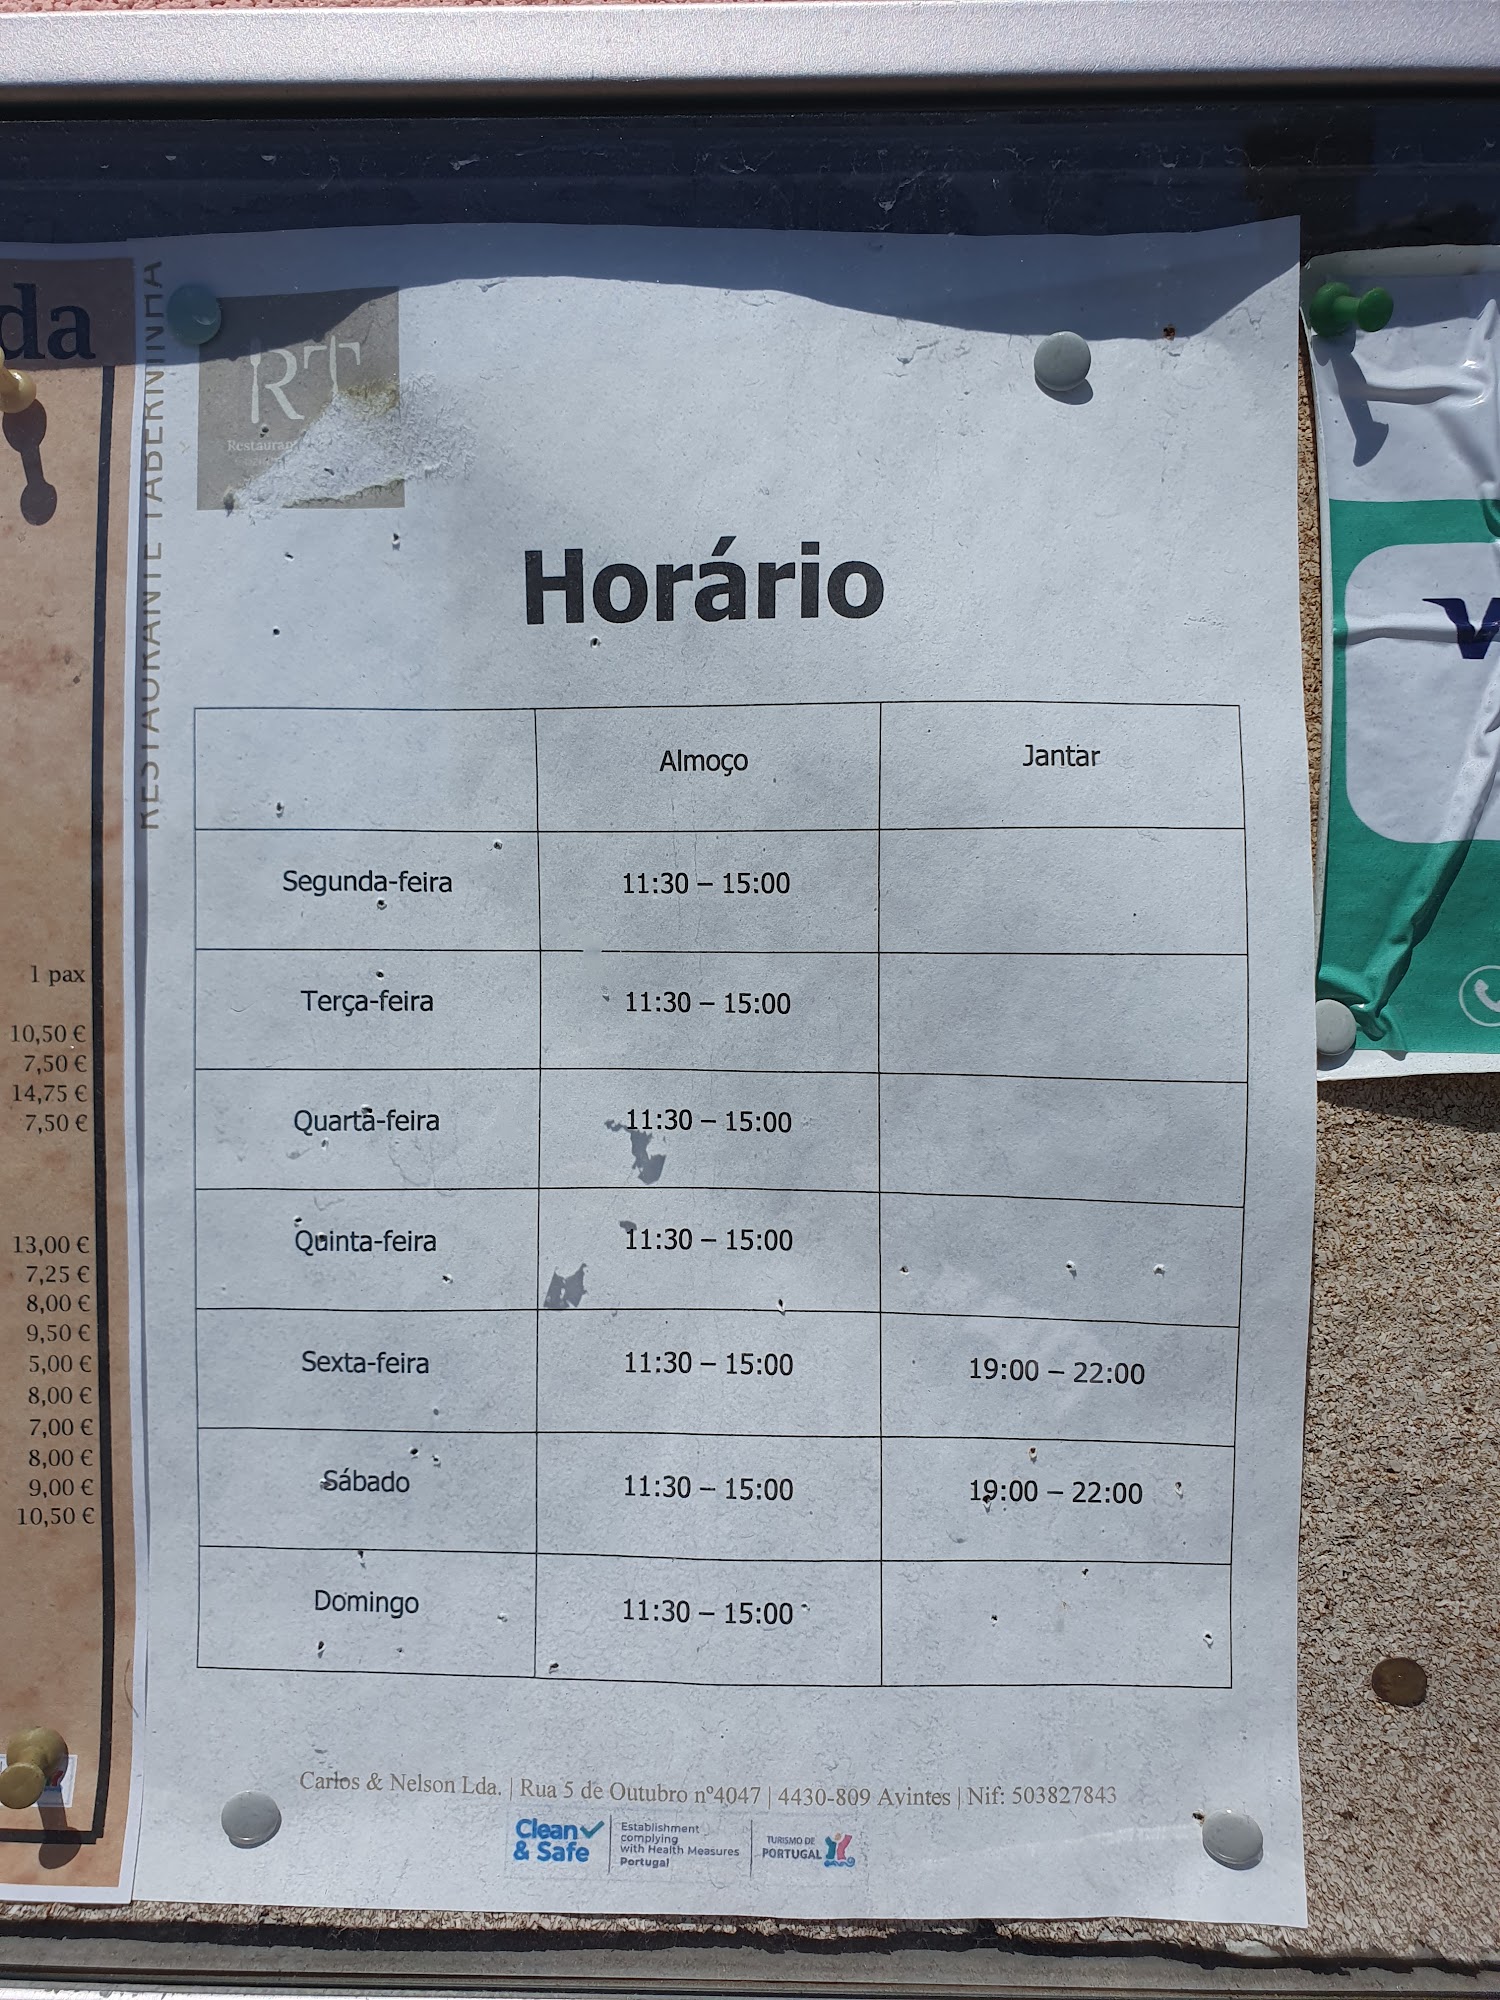 da
1 pax
10,50 €
7,50 €
14,75 €
7,50 €
13,00 €
7,25 €
8,00 €
9,50 €
5,00 €
8,00 €
7,00 €
8,00 €
9,00 €
10,50 €
RESTAURANTE TABERNINHA
RT
Horário
Almoço Jantar
Segunda-feira 11:30 – 15:00
Terça-feira 11:30 – 15:00
Quarta-feira 11:30 – 15:00
Quinta-feira 11:30 – 15:00
Sexta-feira 11:30 – 15:00 19:00 – 22:00
Sábado 11:30 – 15:00 19:00 – 22:00
Domingo 11:30 – 15:00
Carlos & Nelson Lda. | Rua 5 de Outubro nº4047 | 4430-809 Avintes | Nif: 503827843
Clean & Safe
Establishment
complying
with Health Measures
Portugal
TURISMO DE
PORTUGAL